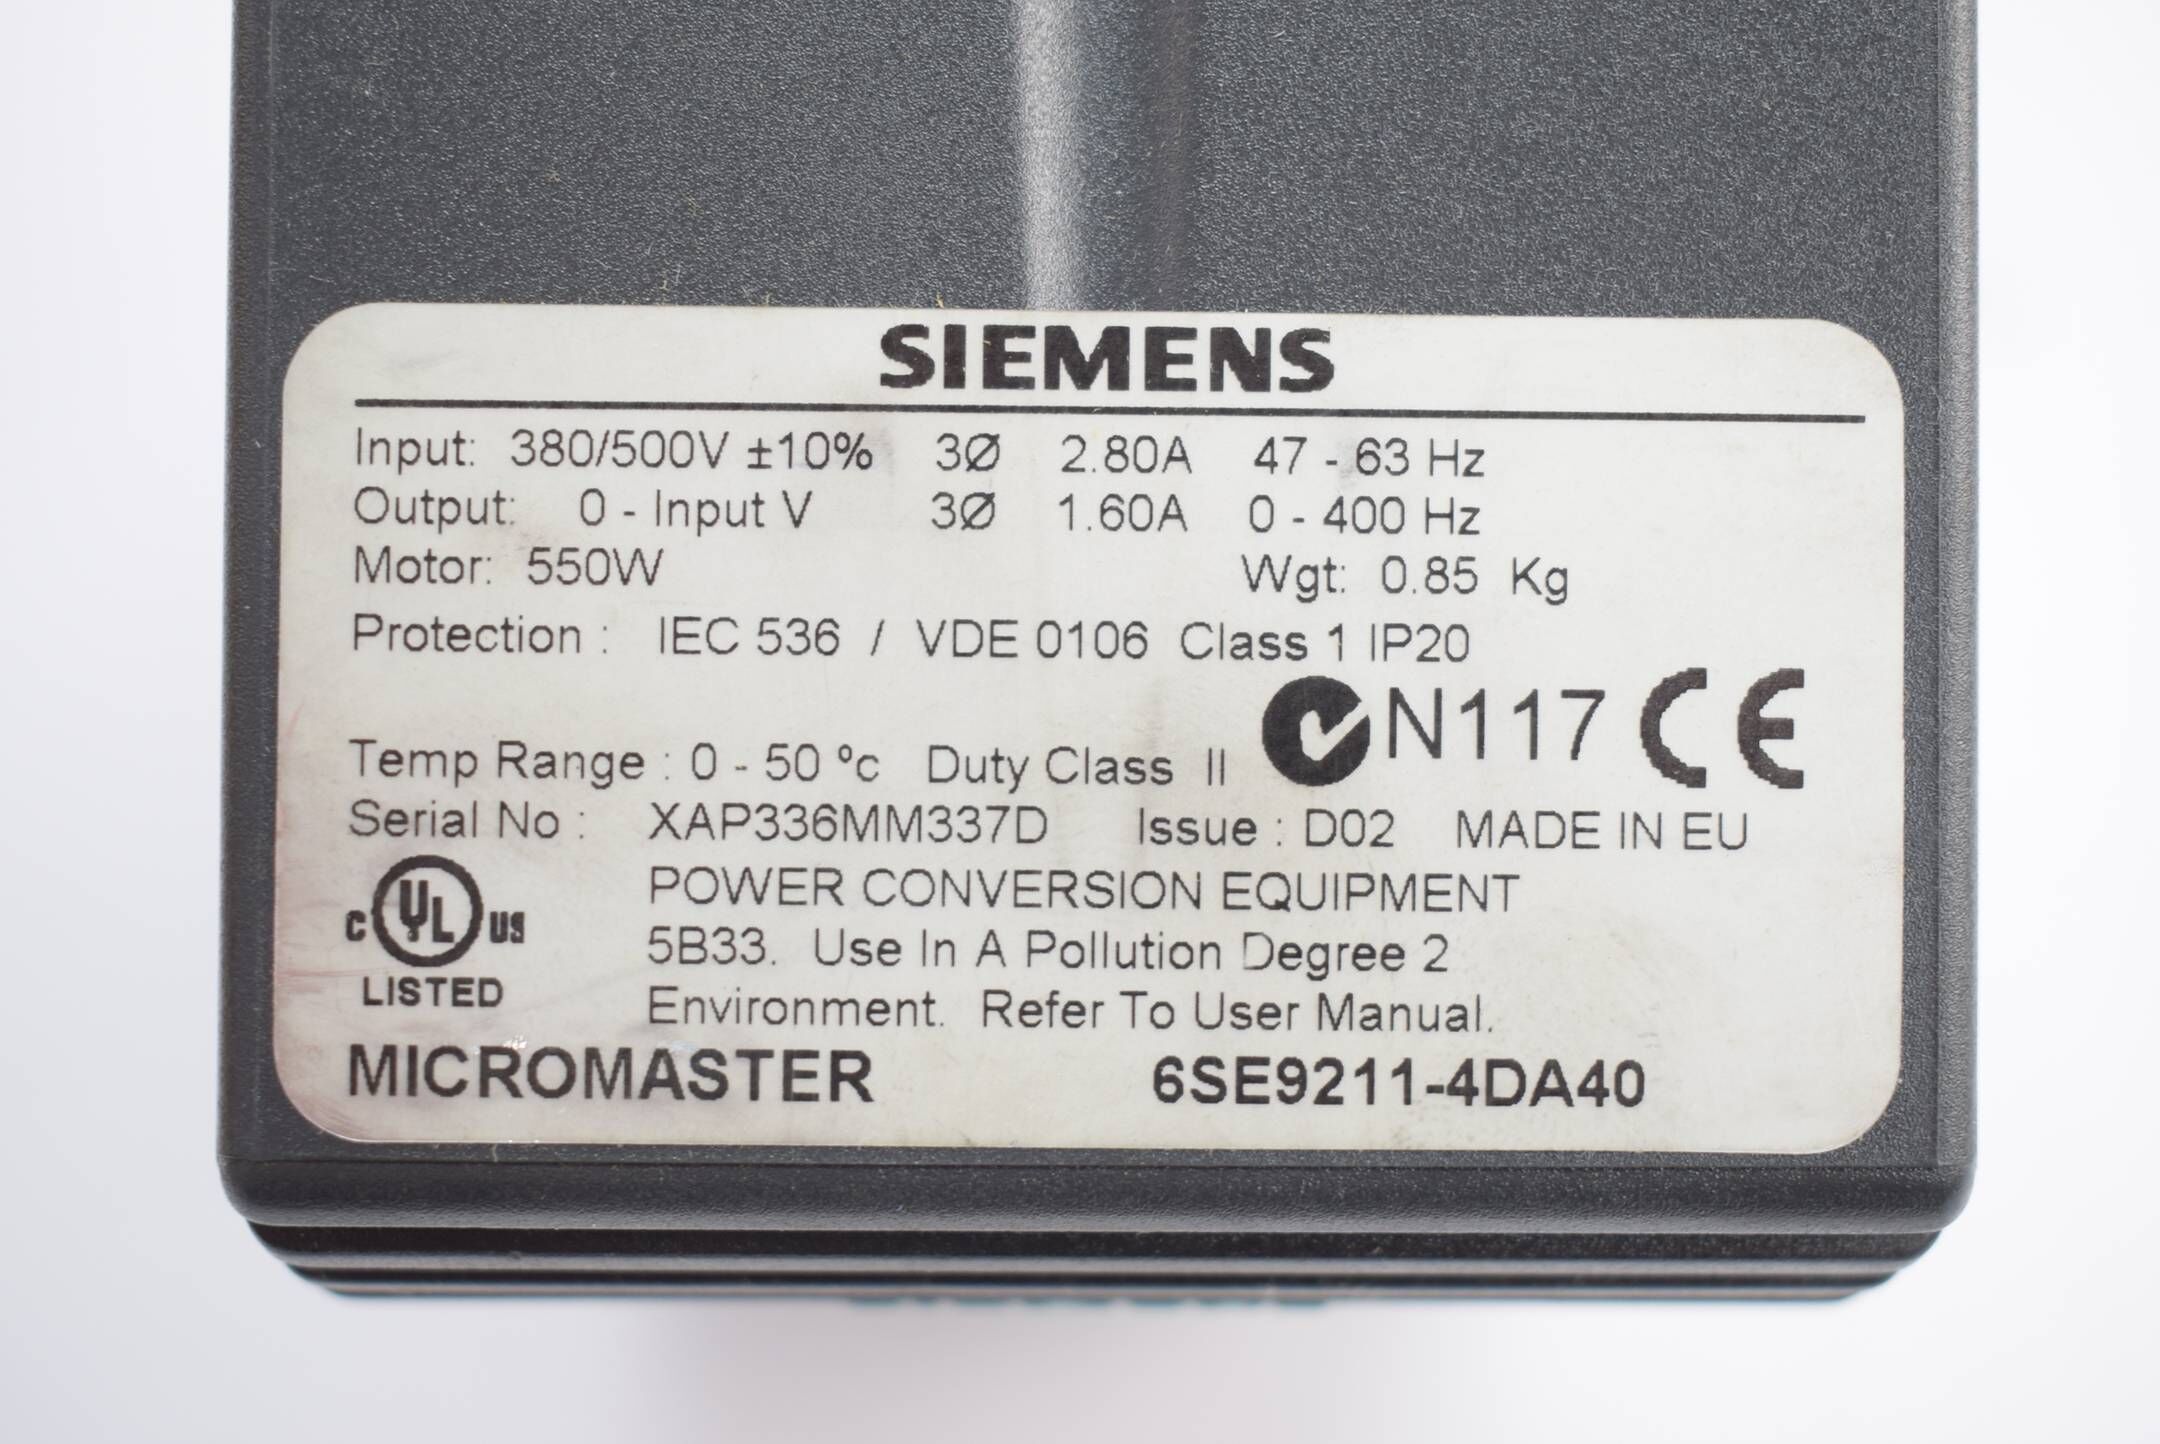 SIEMENS
Input: 380/500V ±10% 3Ø 2.80A 47 - 63 Hz
Output: 0 - Input V 3Ø 1.60A 0 - 400 Hz
Motor: 550W Wgt: 0.85 Kg
Protection : IEC 536 / VDE 0106 Class 1 IP20
N117 CE
Temp Range : 0 - 50 ºc Duty Class II
Serial No : XAP336MM337D Issue : D02 MADE IN EU
POWER CONVERSION EQUIPMENT
C UL US 5B33. Use In A Pollution Degree 2
LISTED Environment. Refer To User Manual.
MICROMASTER 6SE9211-4DA40